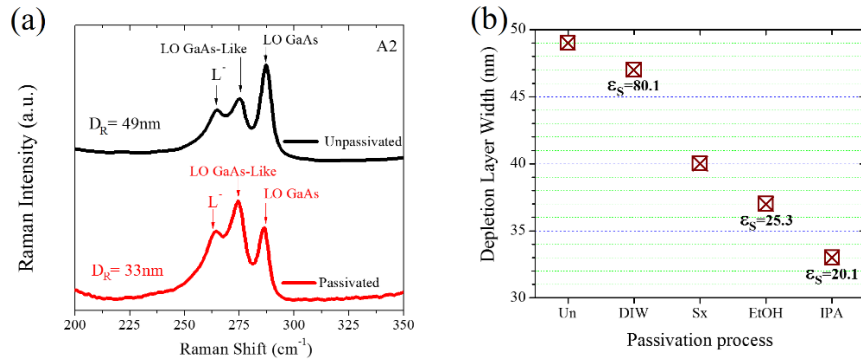 (a)
A2
LO GaAs-Like
LO GaAs
L⁻
D_R= 49nm
Unpassivated
LO GaAs-Like
LO GaAs
L⁻
D_R= 33nm
Passivated
Raman Intensity (a.u.)
200 225 250 275 300 325 350
Raman Shift (cm⁻¹)
(b)
Depletion Layer Width (nm)
50
45
40
35
30
ε_S=80.1
ε_S=25.3
ε_S=20.1
Un DIW Sx EtOH IPA
Passivation process